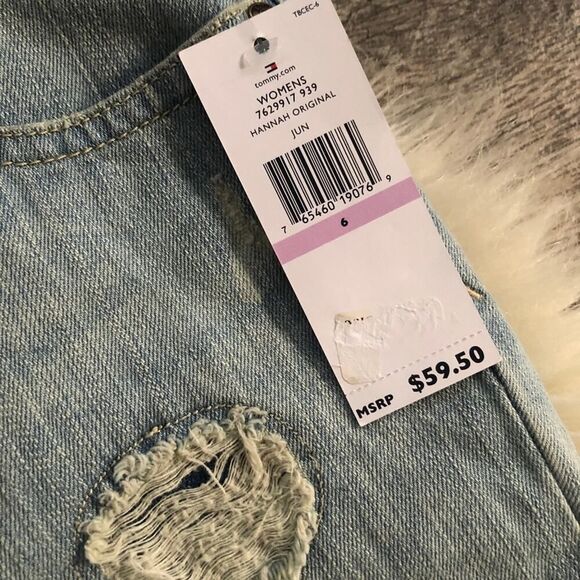 TBCEC-6
tommy.com
WOMENS
7629917 939
HANNAH ORIGINAL
JUN
7 65460 19076 9
6
MSRP $59.50